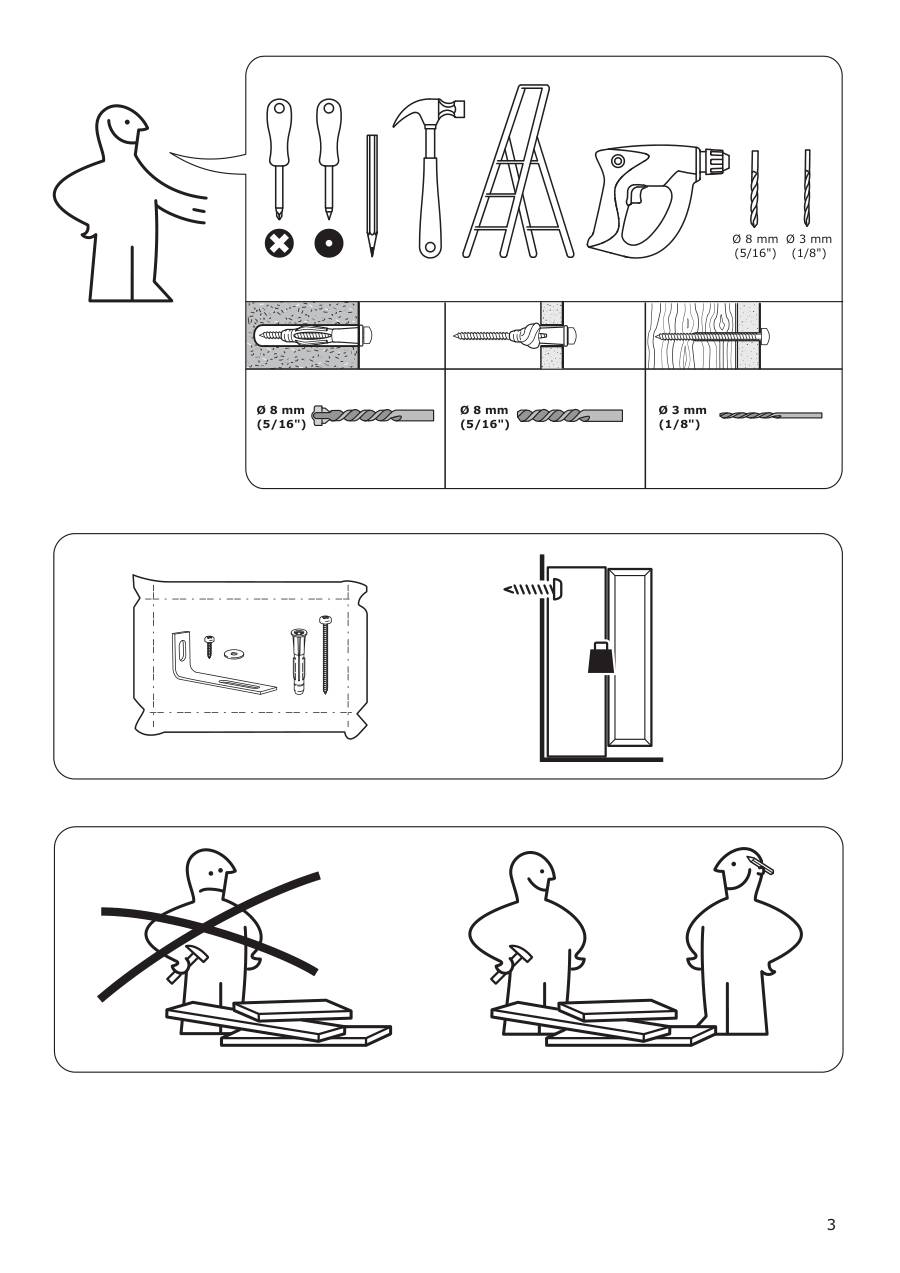 Ø 8 mm Ø 3 mm
(5/16") (1/8")
Ø 8 mm
(5/16")
Ø 8 mm
(5/16")
Ø 3 mm
(1/8")
3